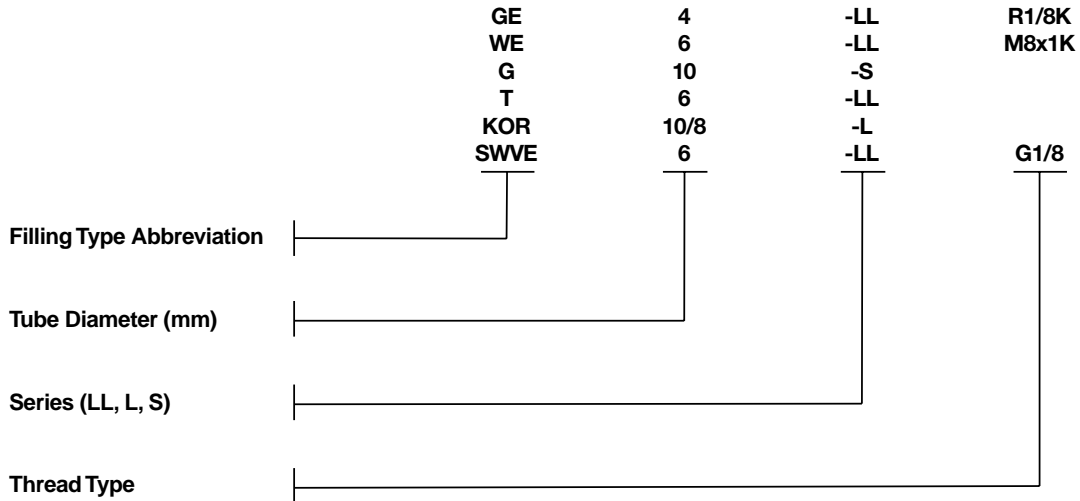 GE 4 -LL R1/8K
WE 6 -LL M8x1K
G 10 -S
T 6 -LL
KOR 10/8 -L
SWVE 6 -LL G1/8
Filling Type Abbreviation
Tube Diameter (mm)
Series (LL, L, S)
Thread Type